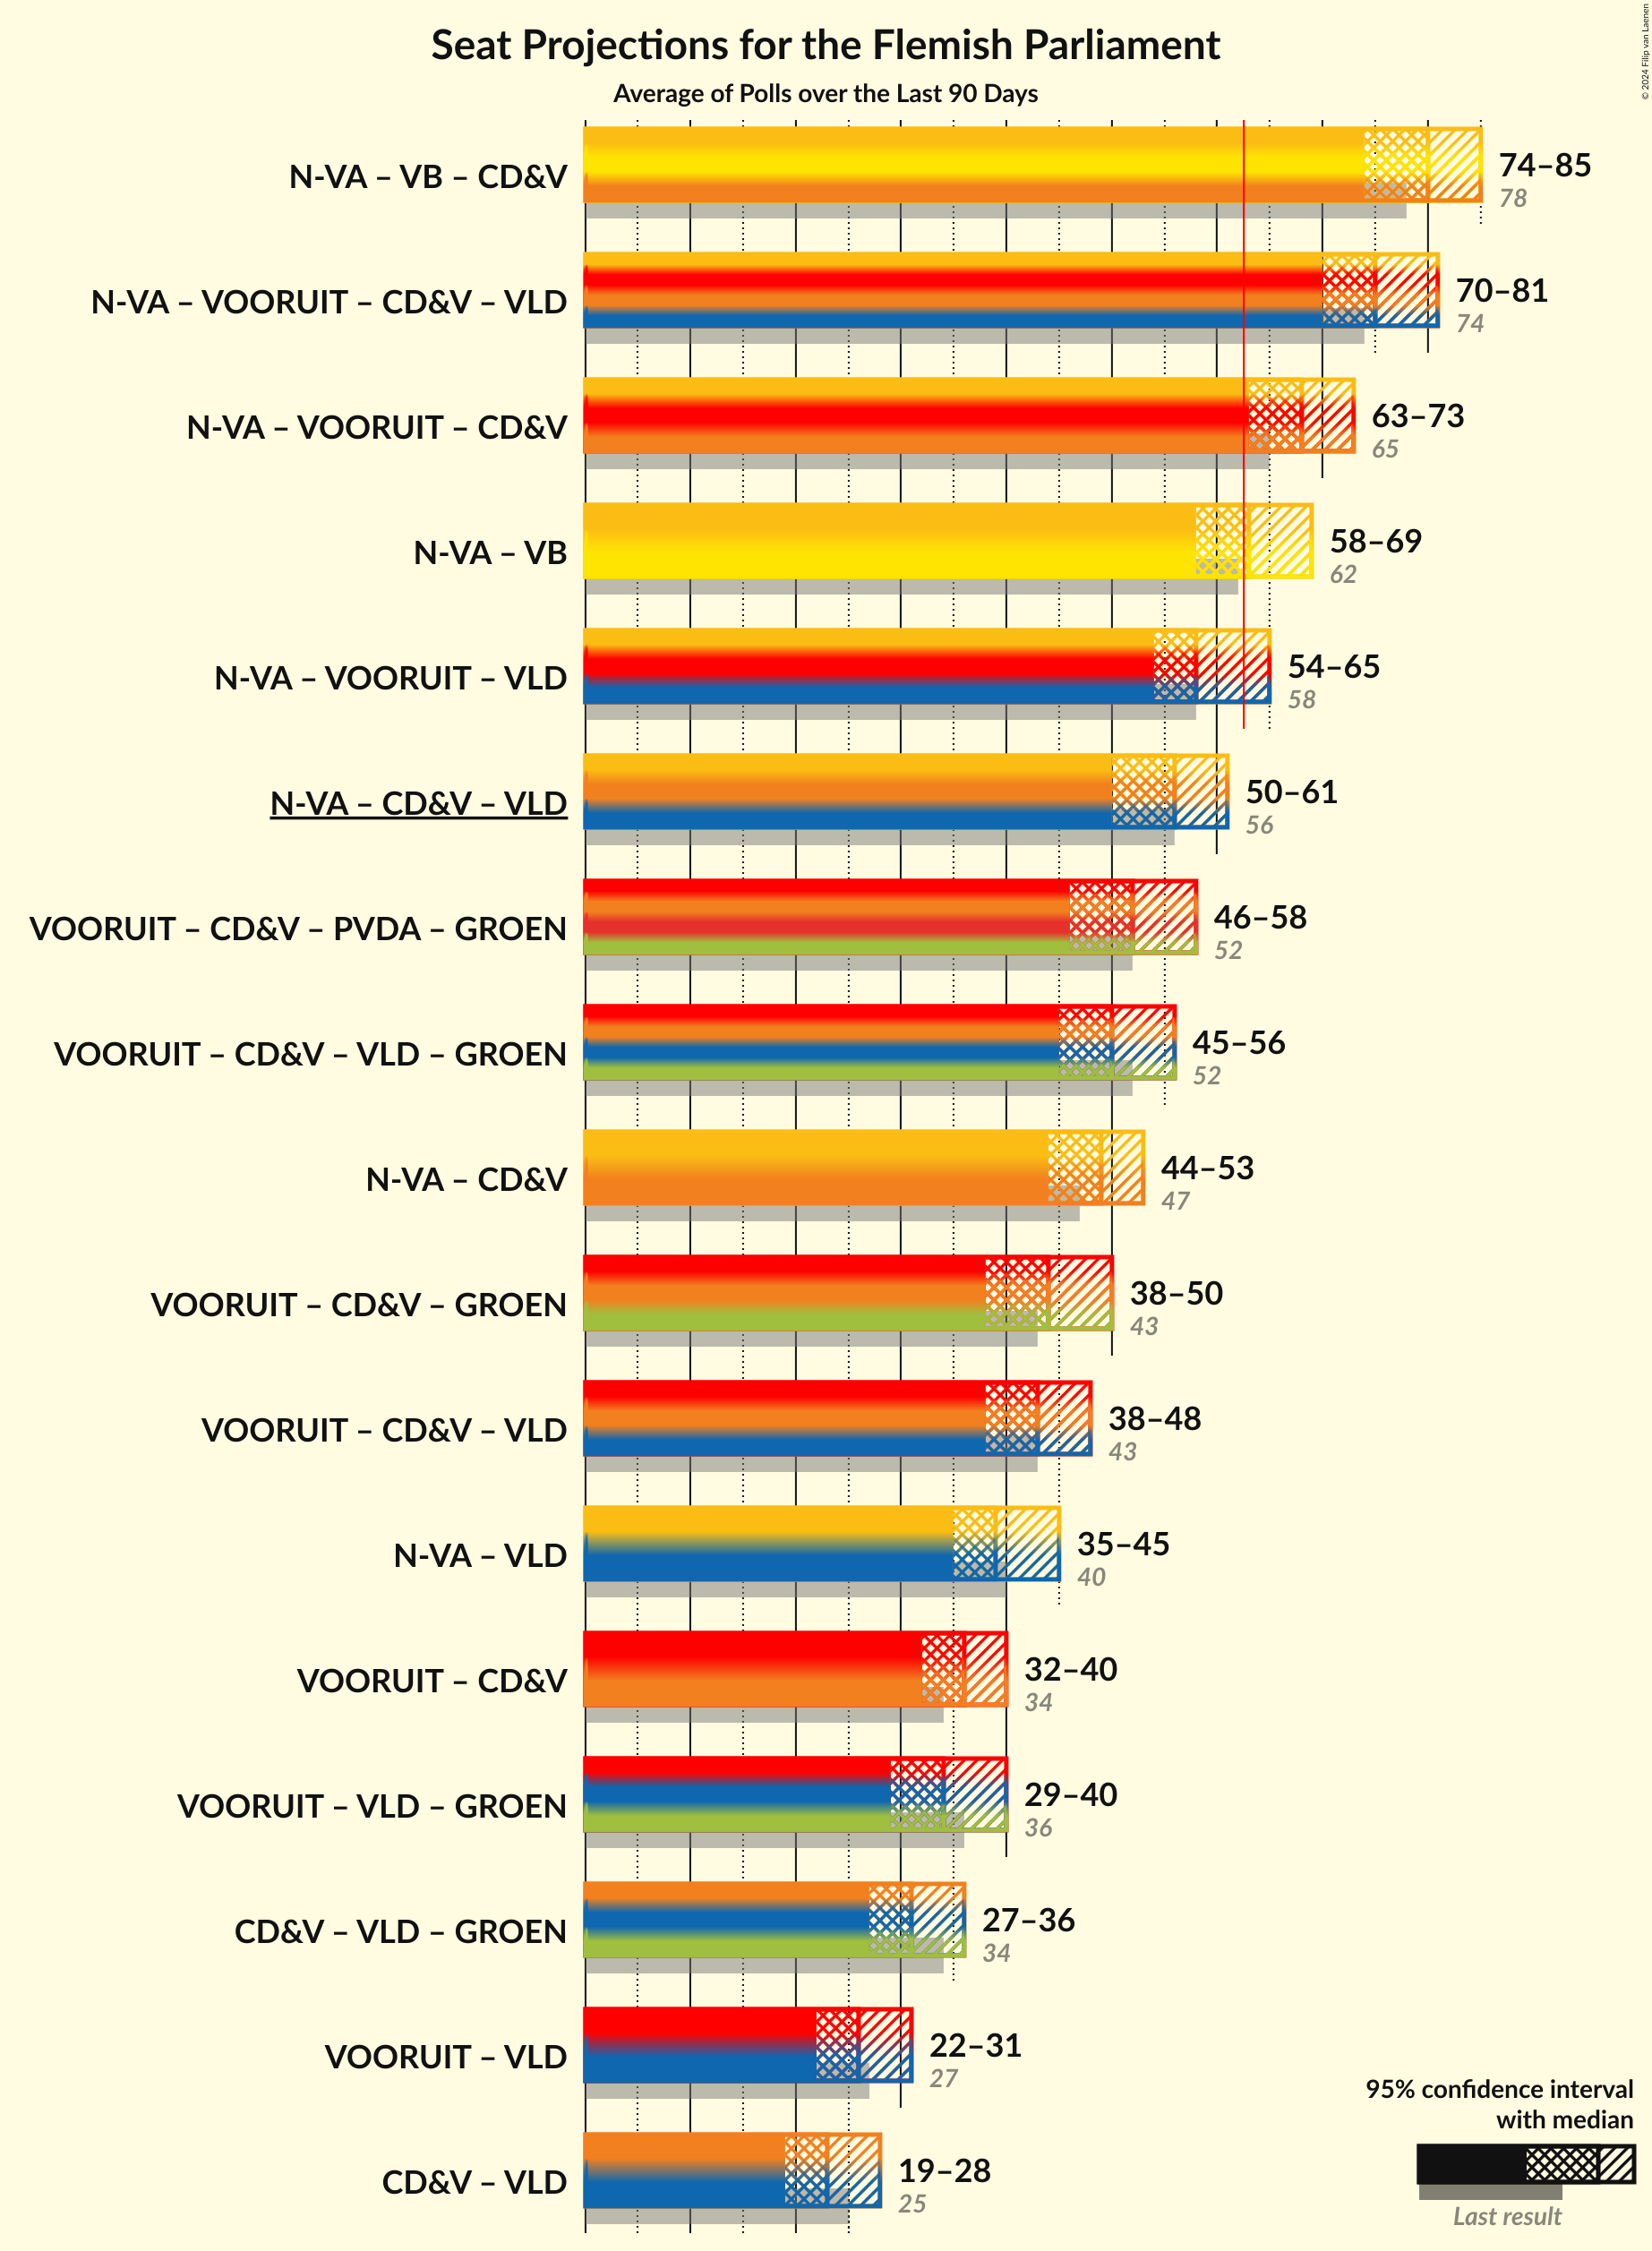 Seat Projections for the Flemish Parliament
Average of Polls over the Last 90 Days
© 2024 Filip van Laenen
N-VA – VB – CD&V
74–85
78
N-VA – VOORUIT – CD&V – VLD
70–81
74
N-VA – VOORUIT – CD&V
63–73
65
N-VA – VB
58–69
62
N-VA – VOORUIT – VLD
54–65
58
N-VA – CD&V – VLD
50–61
56
VOORUIT – CD&V – PVDA – GROEN
46–58
52
VOORUIT – CD&V – VLD – GROEN
45–56
52
N-VA – CD&V
44–53
47
VOORUIT – CD&V – GROEN
38–50
43
VOORUIT – CD&V – VLD
38–48
43
N-VA – VLD
35–45
40
VOORUIT – CD&V
32–40
34
VOORUIT – VLD – GROEN
29–40
36
CD&V – VLD – GROEN
27–36
34
VOORUIT – VLD
22–31
27
CD&V – VLD
19–28
25
95% confidence interval
with median
Last result